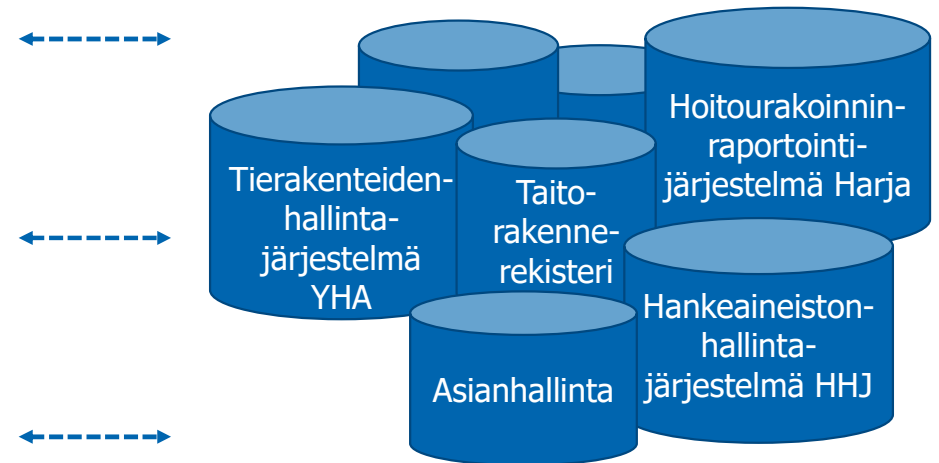 Tierakenteiden-
hallinta-
järjestelmä
YHA
Taito-
rakenne-
rekisteri
Hoitourakoinnin-
raportointi-
järjestelmä Harja
Asianhallinta
Hankeaineiston-
hallinta-
järjestelmä HHJ